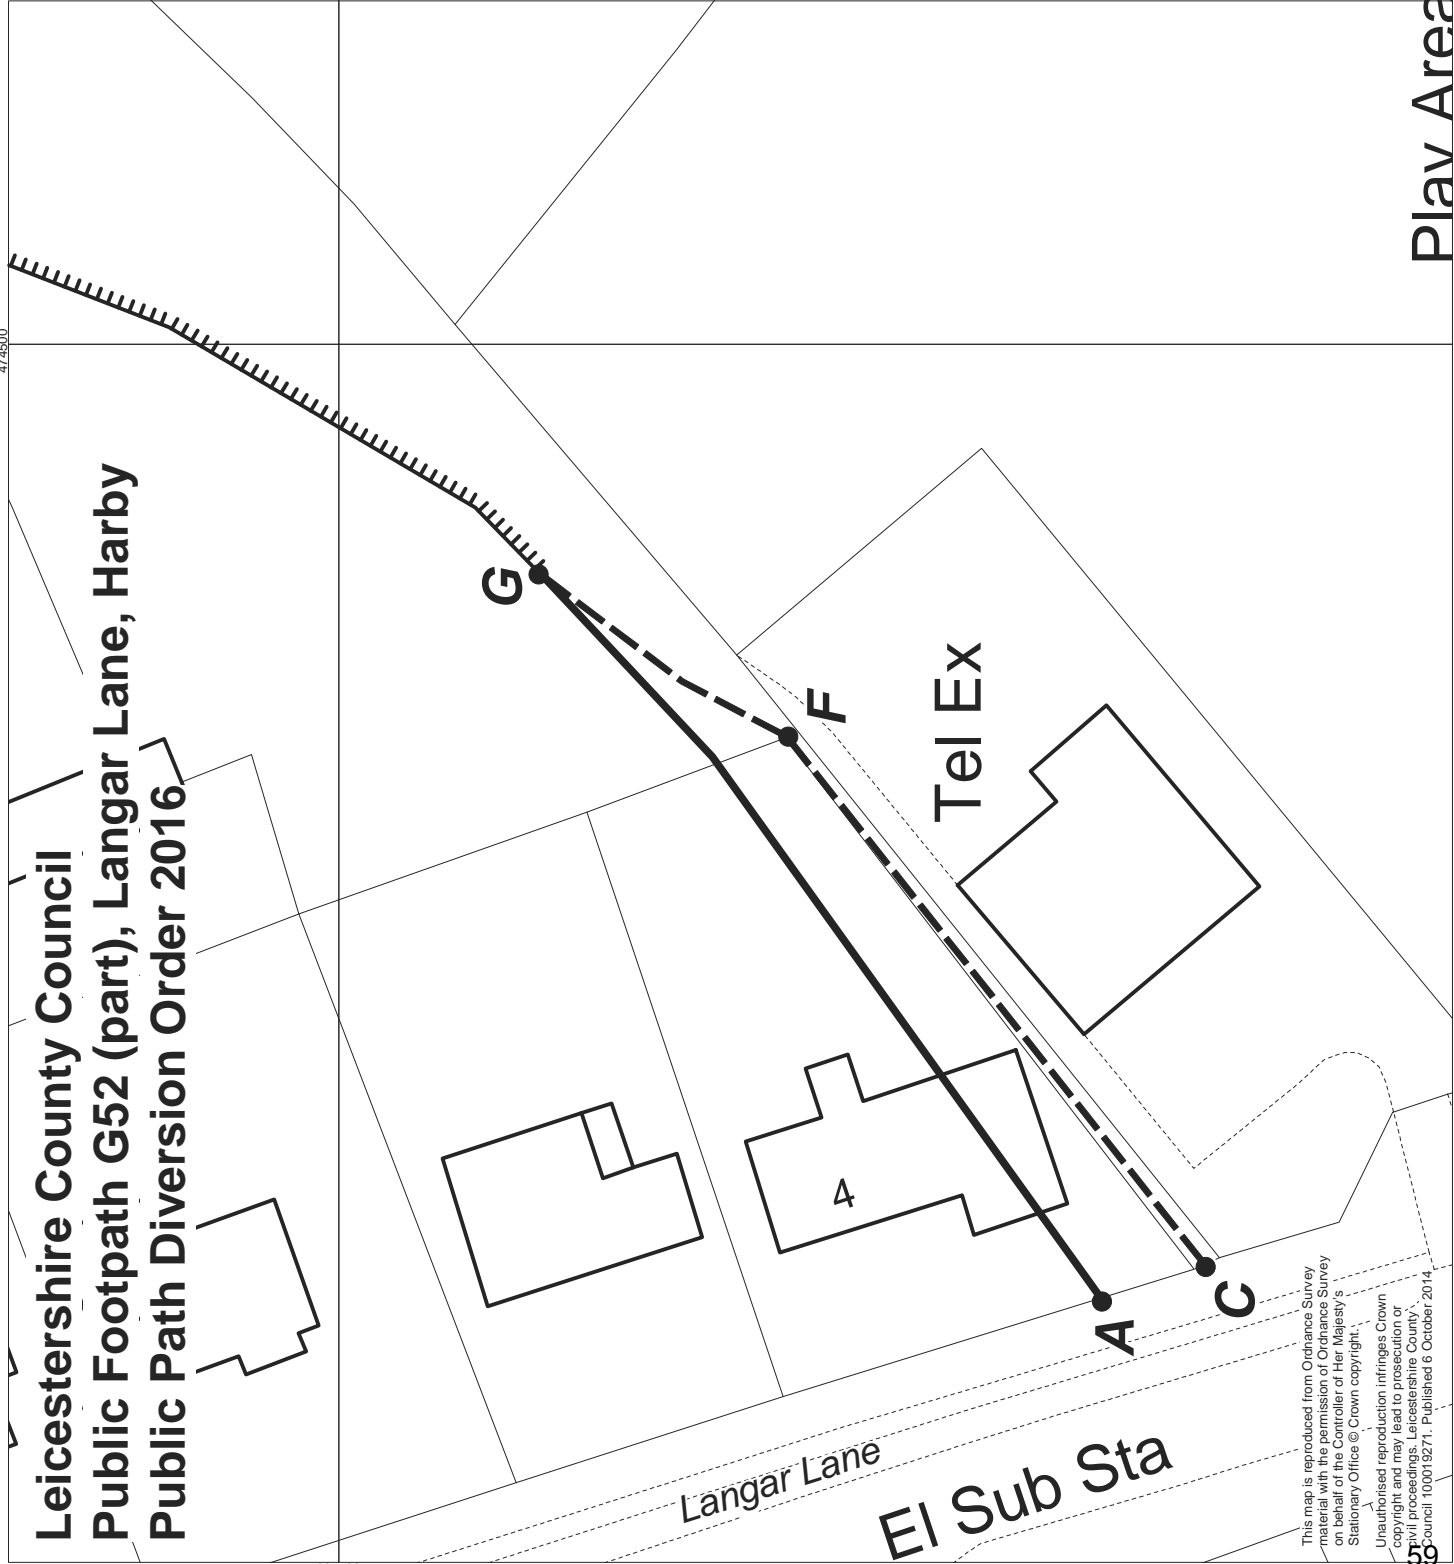 Leicestershire County Council
Public Footpath G52 (part), Langar Lane, Harby
Public Path Diversion Order 2016
474500
G
F
Tel Ex
4
A
C
Langar Lane
El Sub Sta
Play Area
This map is reproduced from Ordnance Survey
material with the permission of Ordnance Survey
on behalf of the Controller of Her Majesty's
Stationary Office © Crown copyright.
Unauthorised reproduction infringes Crown
copyright and may lead to prosecution or
civil proceedings. Leicestershire County
Council 100019271. Published 6 October 2014
59